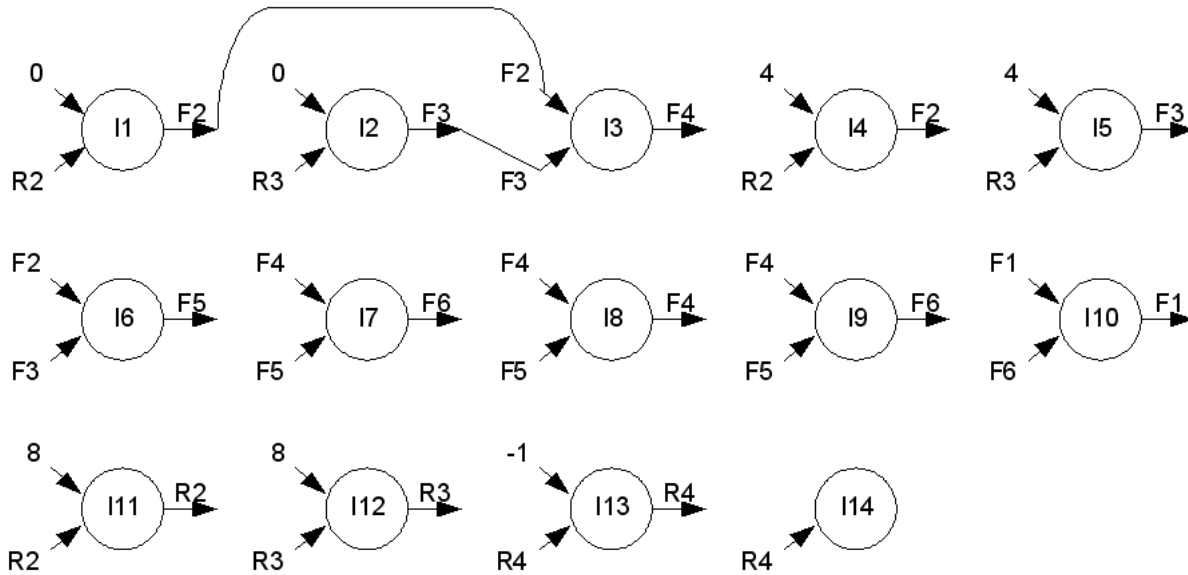 0 0 F2 4 4
I1 F2 I2 F3 I3 F4 I4 F2 I5 F3
R2 R3 F3 R2 R3
F2 F4 F4 F4 F1
I6 F5 I7 F6 I8 F4 I9 F6 I10 F1
F3 F5 F5 F5 F6
8 8 -1
I11 R2 I12 R3 I13 R4 I14
R2 R3 R4 R4